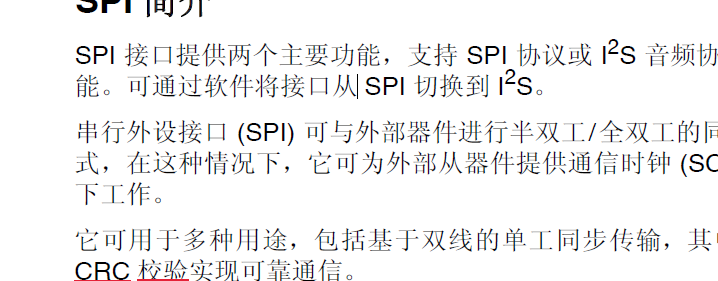 SPI 简介
SPI 接口提供两个主要功能，支持 SPI 协议或 I²S 音频协
能。可通过软件将接口从 SPI 切换到 I²S。
串行外设接口 (SPI) 可与外部器件进行半双工/全双工的同
式，在这种情况下，它可为外部从器件提供通信时钟 (SC
下工作。
它可用于多种用途，包括基于双线的单工同步传输，其中
CRC 校验实现可靠通信。